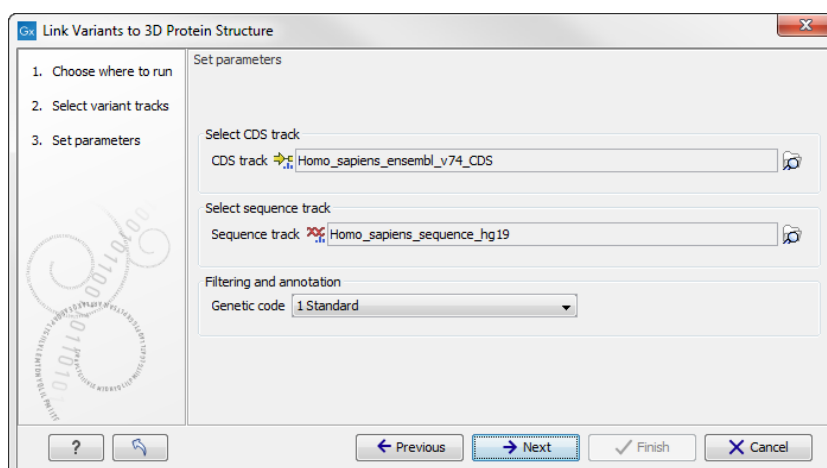 Gx Link Variants to 3D Protein Structure
1. Choose where to run
2. Select variant tracks
3. Set parameters
Set parameters
Select CDS track
CDS track Homo_sapiens_ensembl_v74_CDS
Select sequence track
Sequence track Homo_sapiens_sequence_hg19
Filtering and annotation
Genetic code 1 Standard
? Previous Next Finish Cancel